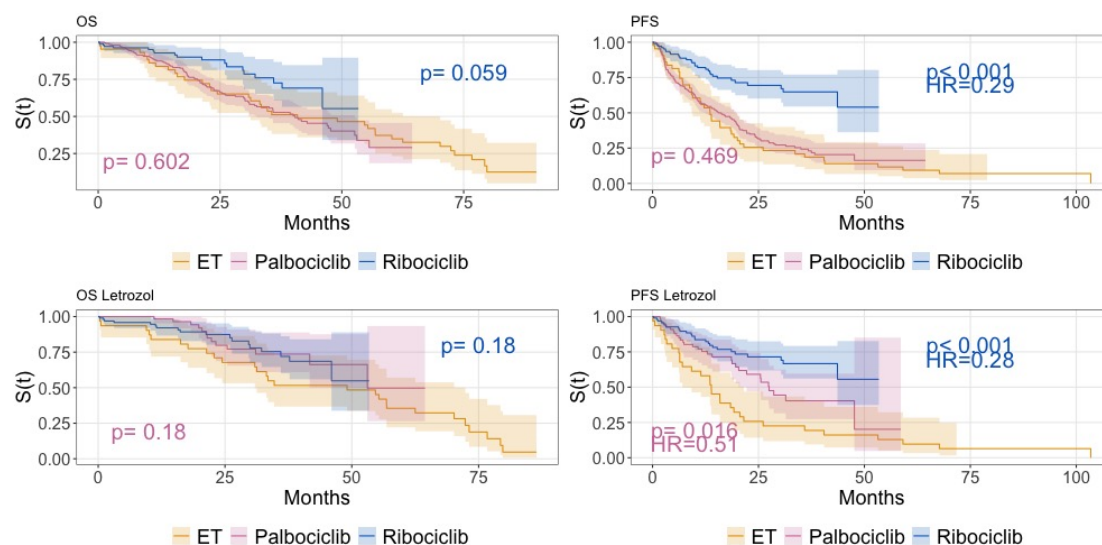 OS
1.00
0.75
0.50
0.25
S(t)
p= 0.059
p= 0.602
0
25
50
75
Months
ET
Palbociclib
Ribociclib
PFS
1.00
0.75
0.50
0.25
0.00
S(t)
p< 0.001
HR=0.29
p= 0.469
0
25
50
75
100
Months
ET
Palbociclib
Ribociclib
OS Letrozol
1.00
0.75
0.50
0.25
0.00
S(t)
p= 0.18
p= 0.18
0
25
50
75
Months
ET
Palbociclib
Ribociclib
PFS Letrozol
1.00
0.75
0.50
0.25
0.00
S(t)
p< 0.001
HR=0.28
p= 0.016
HR=0.51
0
25
50
75
100
Months
ET
Palbociclib
Ribociclib